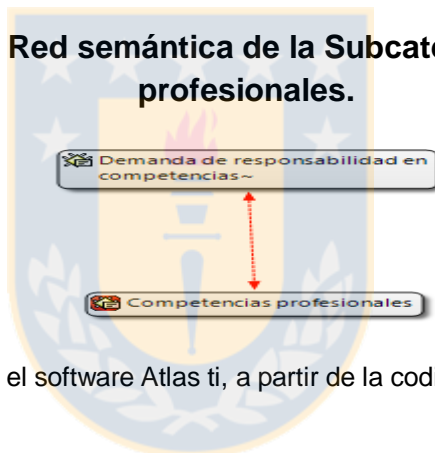 Red semántica de la Subcate
profesionales.
Demanda de responsabilidad en
competencias~
Competencias profesionales
el software Atlas ti, a partir de la codi